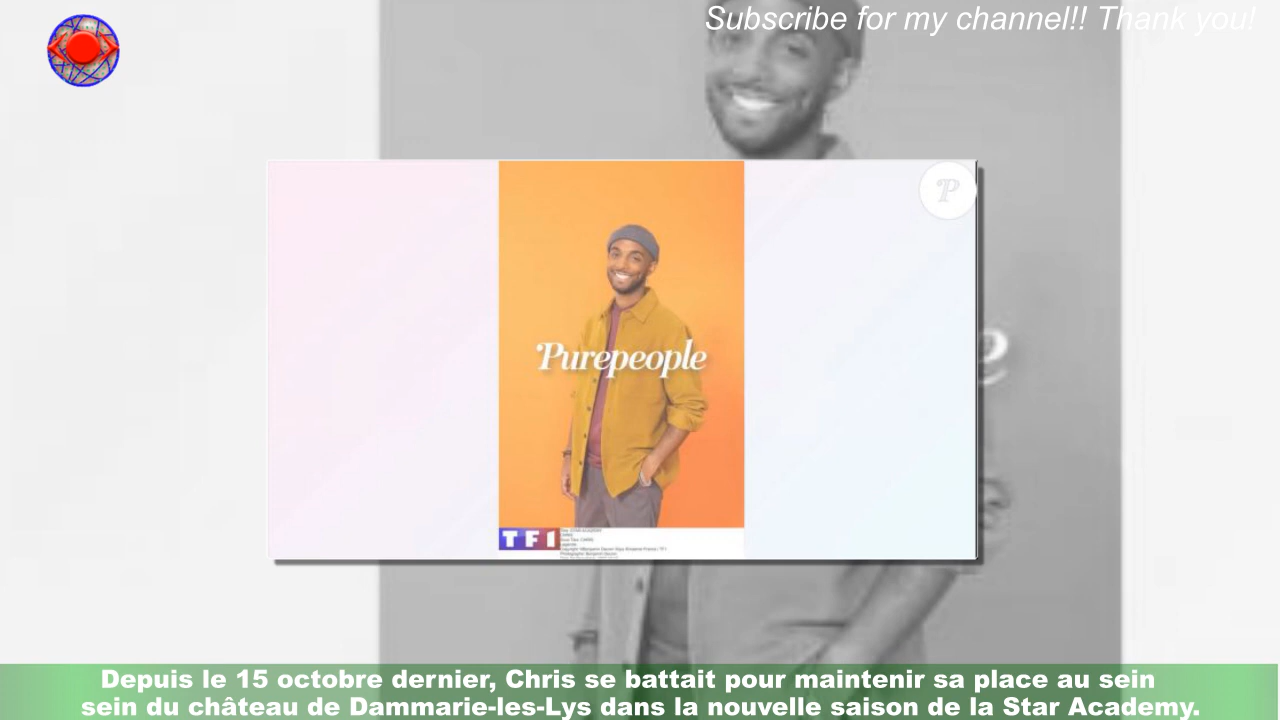 Subscribe for my channel!! Thank you!
P
Purepeople
e
TF1
Depuis le 15 octobre dernier, Chris se battait pour maintenir sa place au sein
sein du château de Dammarie-les-Lys dans la nouvelle saison de la Star Academy.